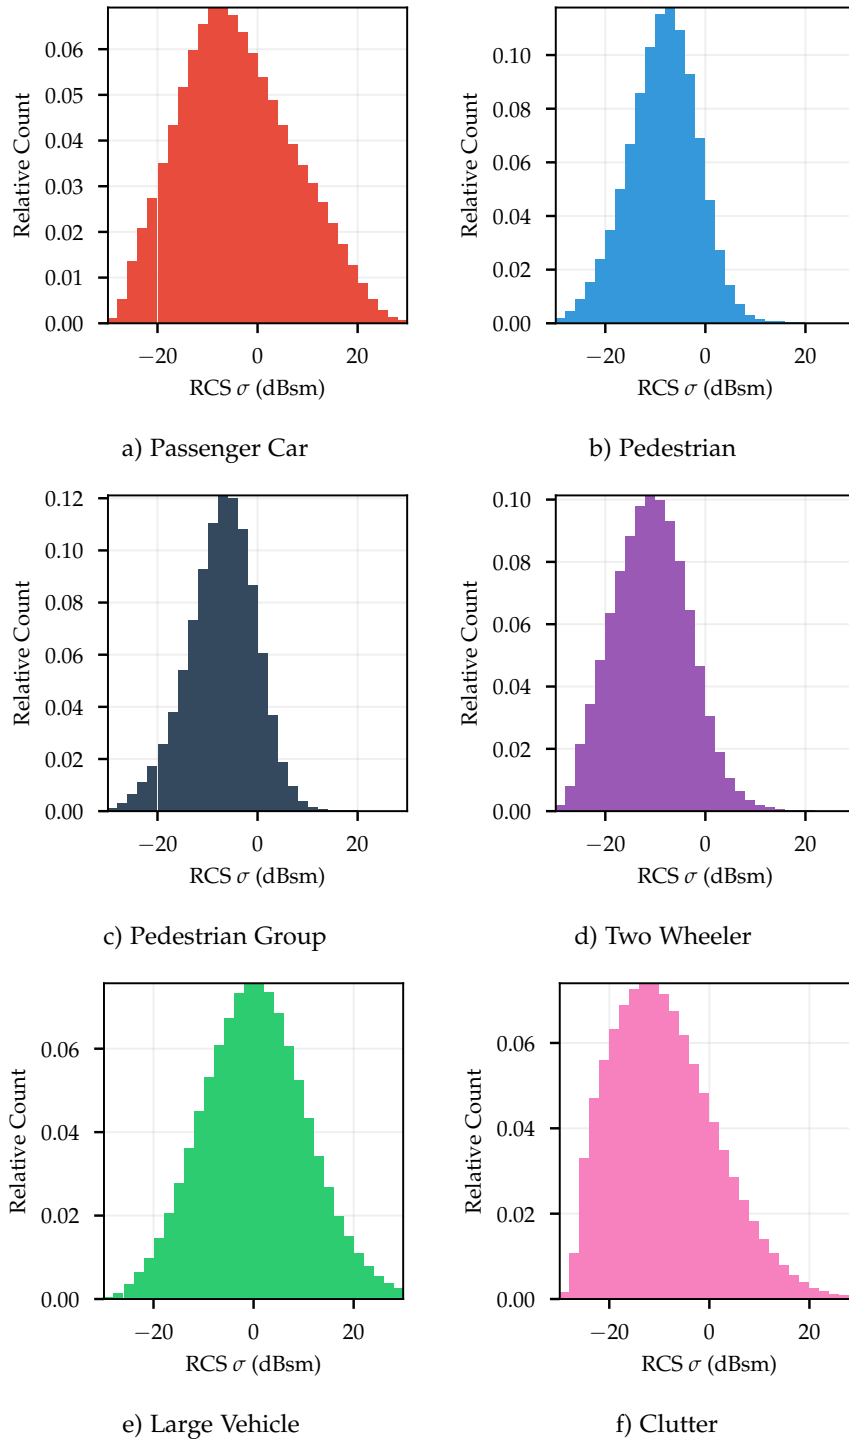 0.06
0.05
0.04
0.03
0.02
0.01
0.00
Relative Count
−20 0 20
RCS σ (dBsm)
a) Passenger Car
0.10
0.08
0.06
0.04
0.02
0.00
Relative Count
−20 0 20
RCS σ (dBsm)
b) Pedestrian
0.12
0.10
0.08
0.06
0.04
0.02
0.00
Relative Count
−20 0 20
RCS σ (dBsm)
c) Pedestrian Group
0.10
0.08
0.06
0.04
0.02
0.00
Relative Count
−20 0 20
RCS σ (dBsm)
d) Two Wheeler
0.06
0.04
0.02
0.00
Relative Count
−20 0 20
RCS σ (dBsm)
e) Large Vehicle
0.06
0.04
0.02
0.00
Relative Count
−20 0 20
RCS σ (dBsm)
f) Clutter